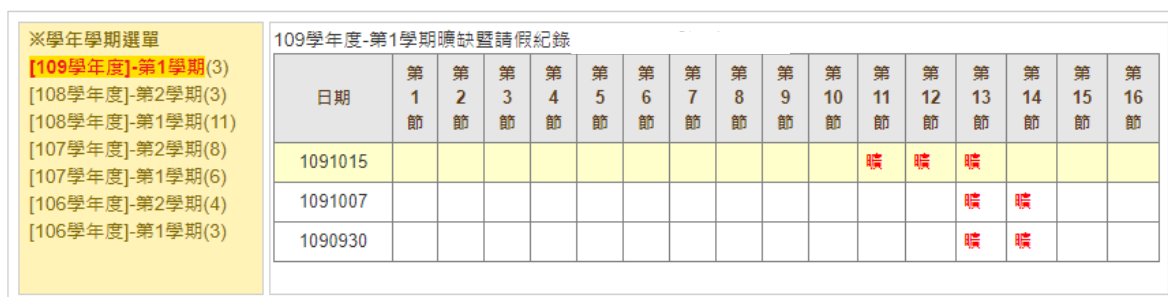 ※學年學期選單
[109學年度]-第1學期(3)
[108學年度]-第2學期(3)
[108學年度]-第1學期(11)
[107學年度]-第2學期(8)
[107學年度]-第1學期(6)
[106學年度]-第2學期(4)
[106學年度]-第1學期(3)
109學年度-第1學期曠缺暨請假紀錄
日期 第1節 第2節 第3節 第4節 第5節 第6節 第7節 第8節 第9節 第10節 第11節 第12節 第13節 第14節 第15節 第16節
1091015 曠 曠 曠
1091007 曠 曠
1090930 曠 曠